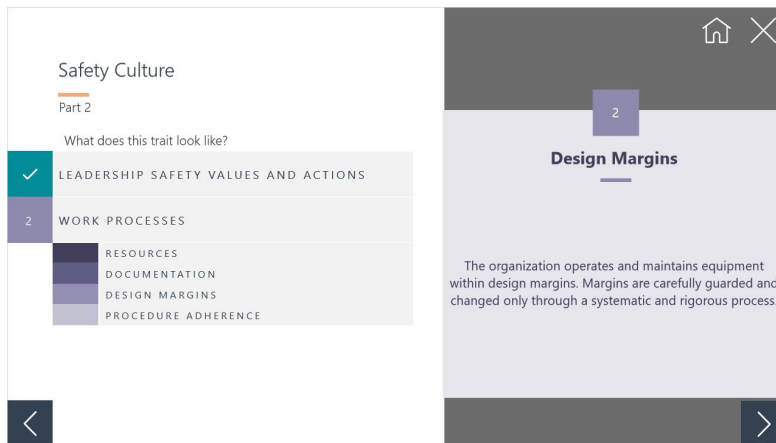 Safety Culture
Part 2
What does this trait look like?
LEADERSHIP SAFETY VALUES AND ACTIONS
2
WORK PROCESSES
RESOURCES
DOCUMENTATION
DESIGN MARGINS
PROCEDURE ADHERENCE
2
Design Margins
The organization operates and maintains equipment
within design margins. Margins are carefully guarded and
changed only through a systematic and rigorous process.